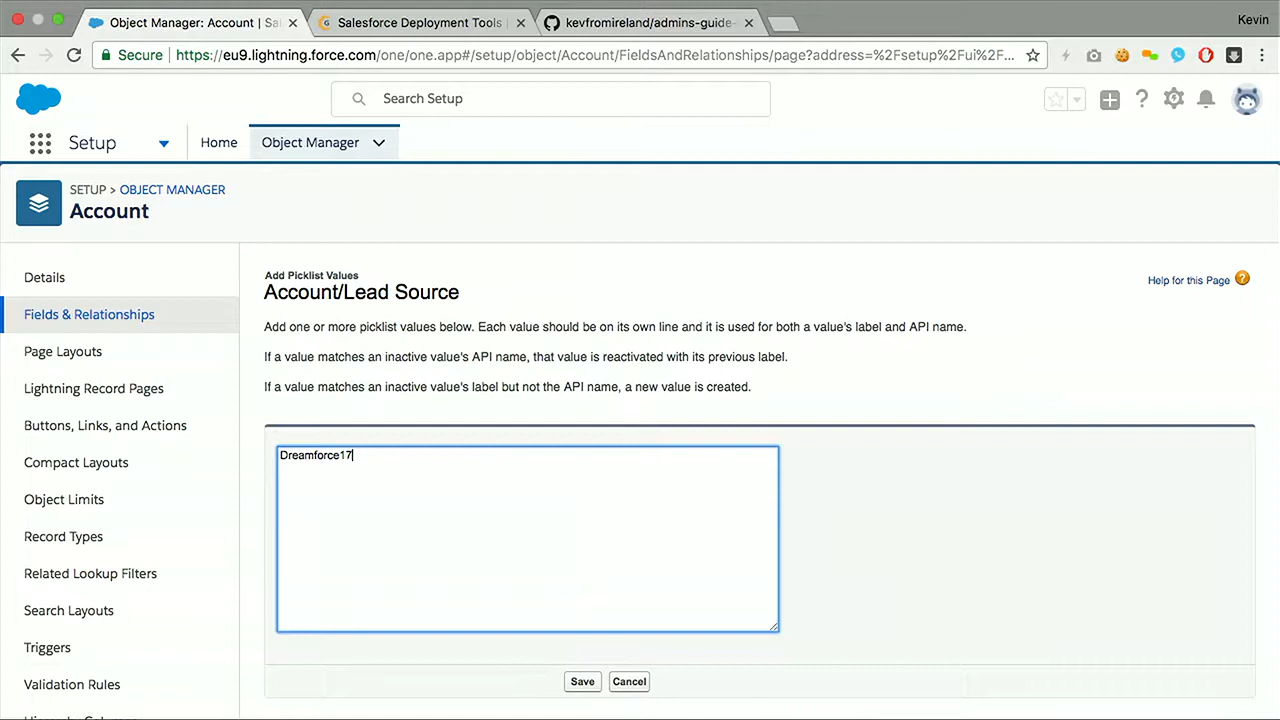 Object Manager: Account | Sal
Salesforce Deployment Tools |
kevfromireland/admins-guide-
Kevin
Secure
https://eu9.lightning.force.com/one/one.app#/setup/object/Account/FieldsAndRelationships/page?address=%2Fsetup%2Fui%2F...
Search Setup
Setup
Home
Object Manager
SETUP > OBJECT MANAGER
Account
Details
Fields & Relationships
Page Layouts
Lightning Record Pages
Buttons, Links, and Actions
Compact Layouts
Object Limits
Record Types
Related Lookup Filters
Search Layouts
Triggers
Validation Rules
Add Picklist Values
Account/Lead Source
Help for this Page
Add one or more picklist values below. Each value should be on its own line and it is used for both a value's label and API name.
If a value matches an inactive value's API name, that value is reactivated with its previous label.
If a value matches an inactive value's label but not the API name, a new value is created.
Dreamforce17
Save
Cancel